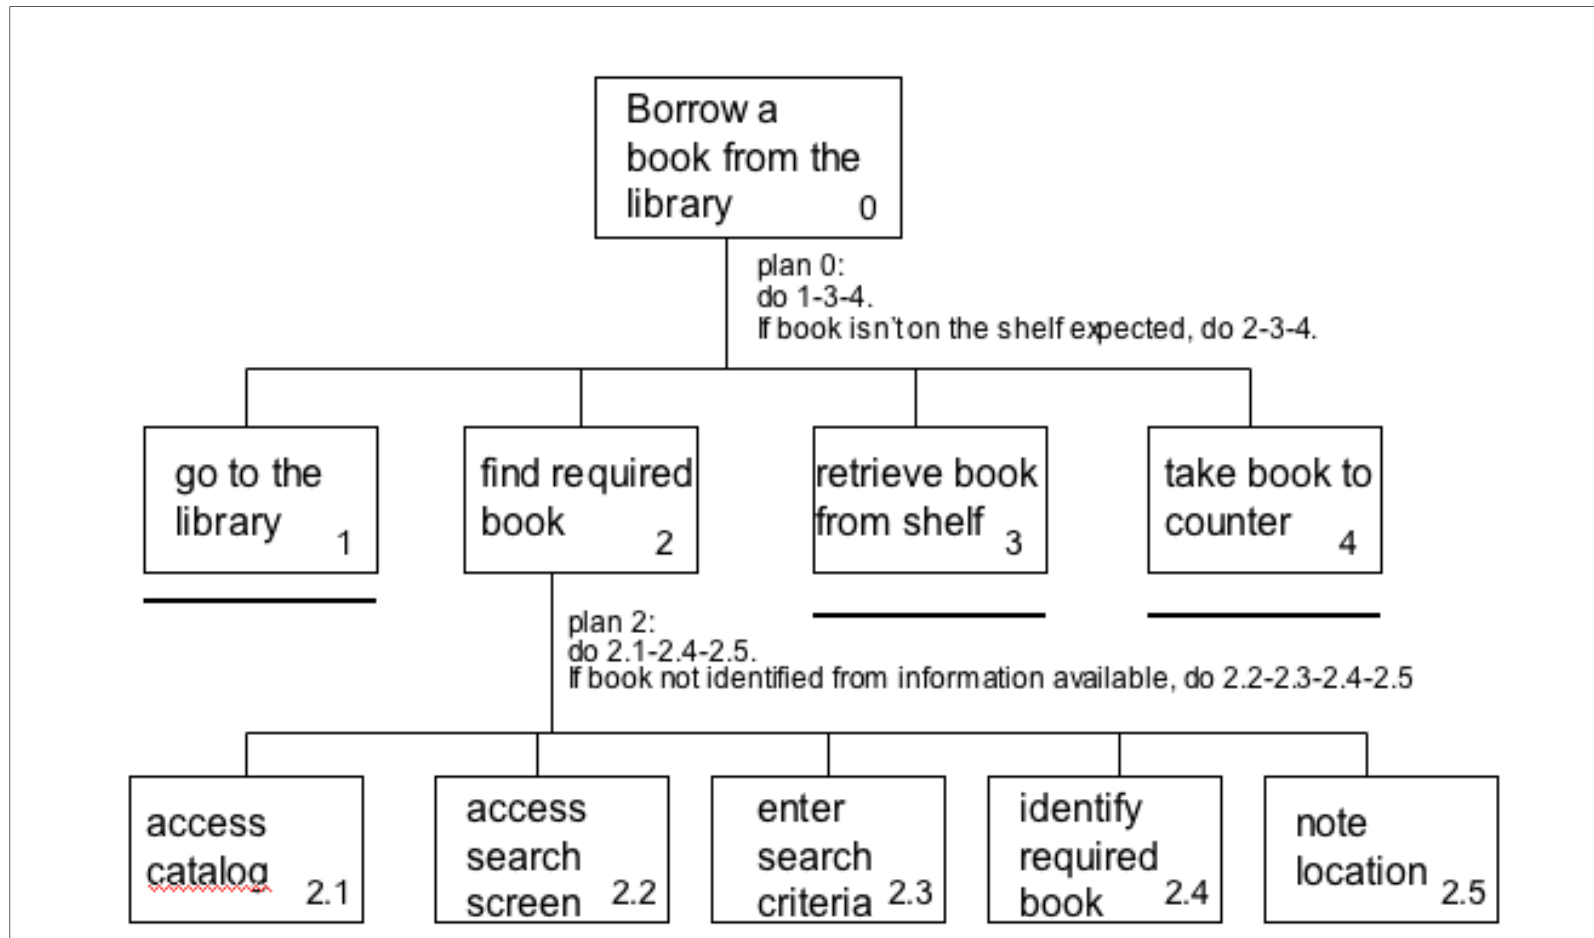 Borrow a
book from the
library 0
plan 0:
do 1-3-4.
If book isn't on the shelf expected, do 2-3-4.
go to the
library 1
find required
book 2
retrieve book
from shelf 3
take book to
counter 4
plan 2:
do 2.1-2.4-2.5.
If book not identified from information available, do 2.2-2.3-2.4-2.5
access
catalog 2.1
access
search
screen 2.2
enter
search
criteria 2.3
identify
required
book 2.4
note
location 2.5